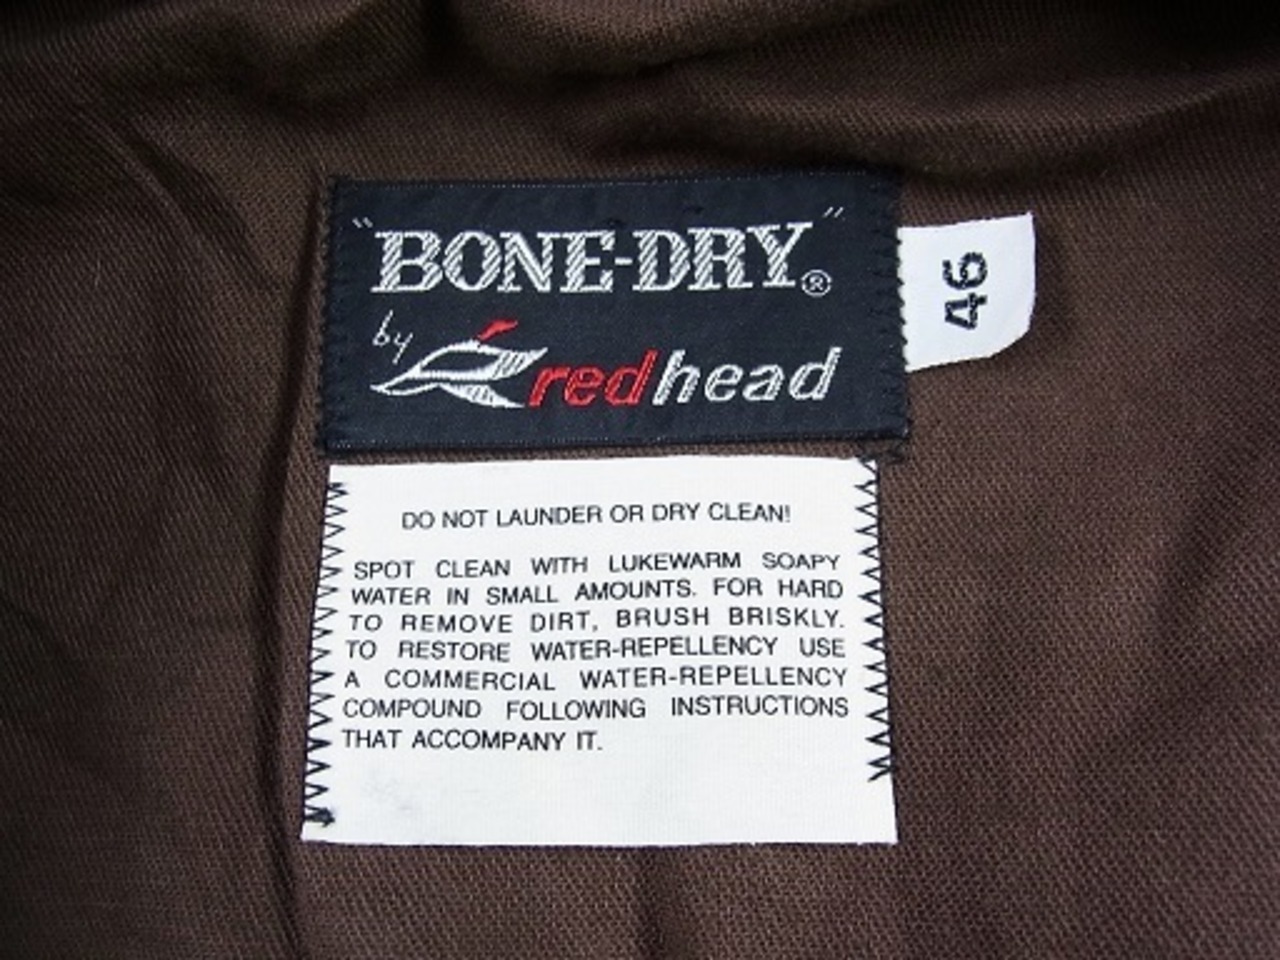 "BONE-DRY"®
by redhead
46
DO NOT LAUNDER OR DRY CLEAN!
SPOT CLEAN WITH LUKEWARM SOAPY
WATER IN SMALL AMOUNTS. FOR HARD
TO REMOVE DIRT, BRUSH BRISKLY.
TO RESTORE WATER-REPELLENCY USE
A COMMERCIAL WATER-REPELLENCY
COMPOUND FOLLOWING INSTRUCTIONS
THAT ACCOMPANY IT.